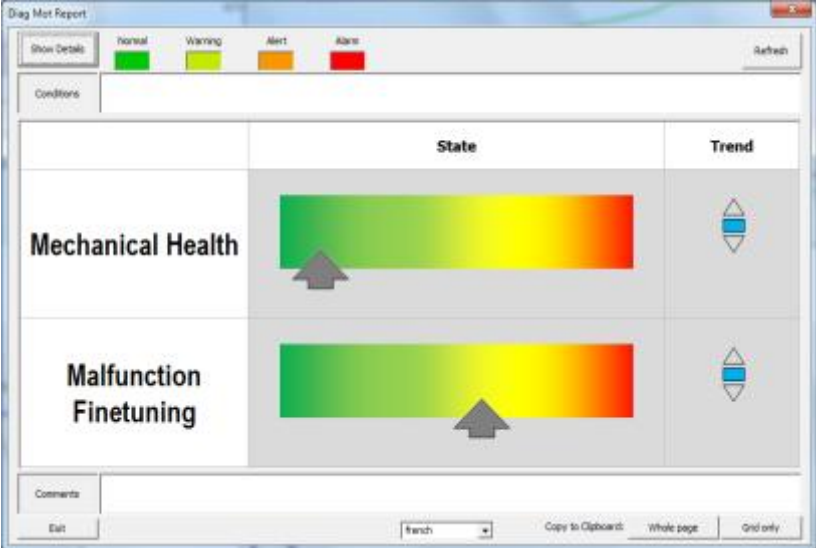 Diag Mot Report
Show Details
Normal
Warning
Alert
Alarm
Refresh
Conditions
State
Trend
Mechanical Health
Malfunction
Finetuning
Comments
Exit
french
Copy to Clipboard:
Whole page
Grid only